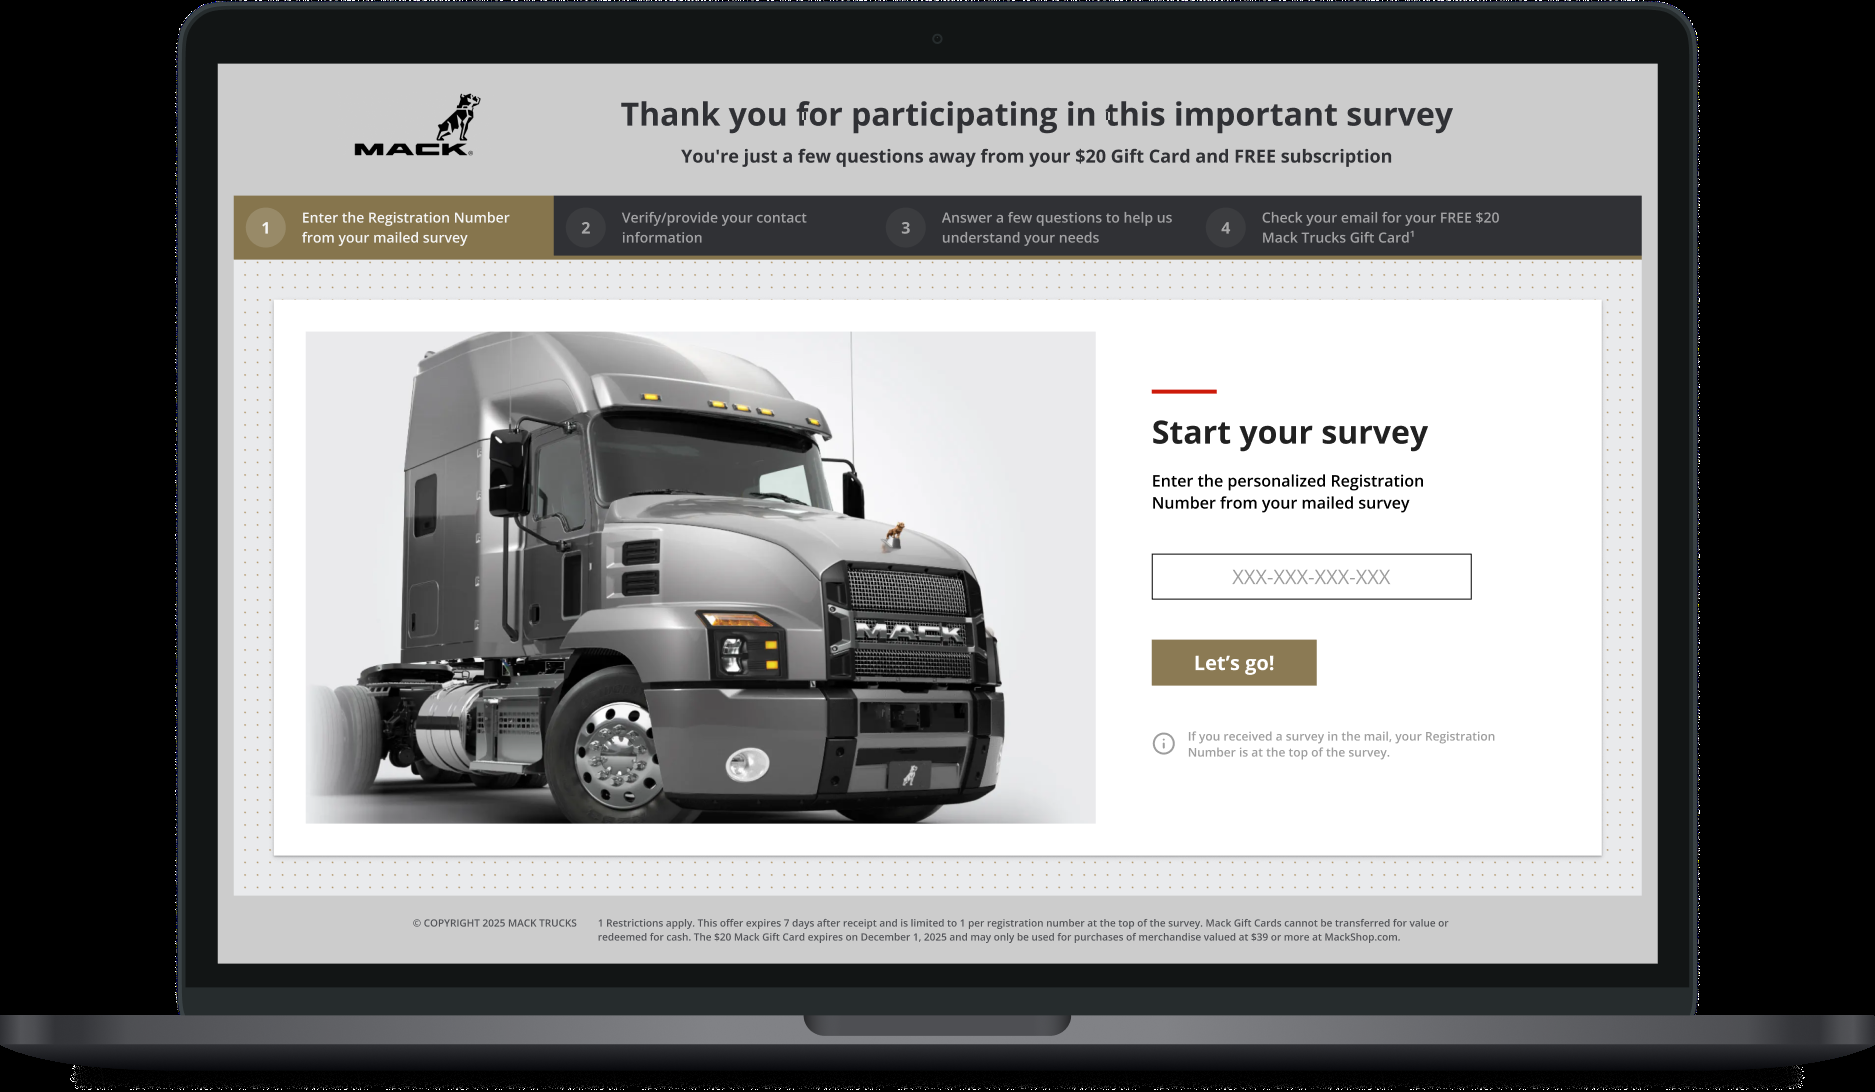 MACK
Thank you for participating in this important survey
You're just a few questions away from your $20 Gift Card and FREE subscription
1
Enter the Registration Number
from your mailed survey
2
Verify/provide your contact
information
3
Answer a few questions to help us
understand your needs
4
Check your email for your FREE $20
Mack Trucks Gift Card¹
MACK
Start your survey
Enter the personalized Registration
Number from your mailed survey
XXX-XXX-XXX-XXX
Let’s go!
If you received a survey in the mail, your Registration
Number is at the top of the survey.
© COPYRIGHT 2025 MACK TRUCKS
1 Restrictions apply. This offer expires 7 days after receipt and is limited to 1 per registration number at the top of the survey. Mack Gift Cards cannot be transferred for value or
redeemed for cash. The $20 Mack Gift Card expires on December 1, 2025 and may only be used for purchases of merchandise valued at $39 or more at MackShop.com.